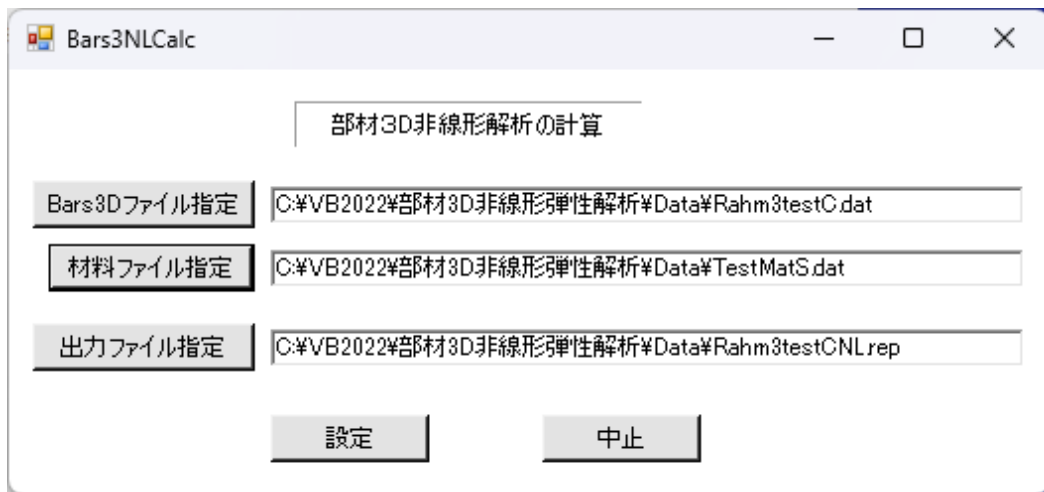 Bars3NLCalc
部材3D非線形解析の計算
Bars3Dファイル指定 C:¥VB2022¥部材3D非線形弾性解析¥Data¥Rahm3testC.dat
材料ファイル指定 C:¥VB2022¥部材3D非線形弾性解析¥Data¥TestMatS.dat
出力ファイル指定 C:¥VB2022¥部材3D非線形弾性解析¥Data¥Rahm3testCNL.rep
設定 中止